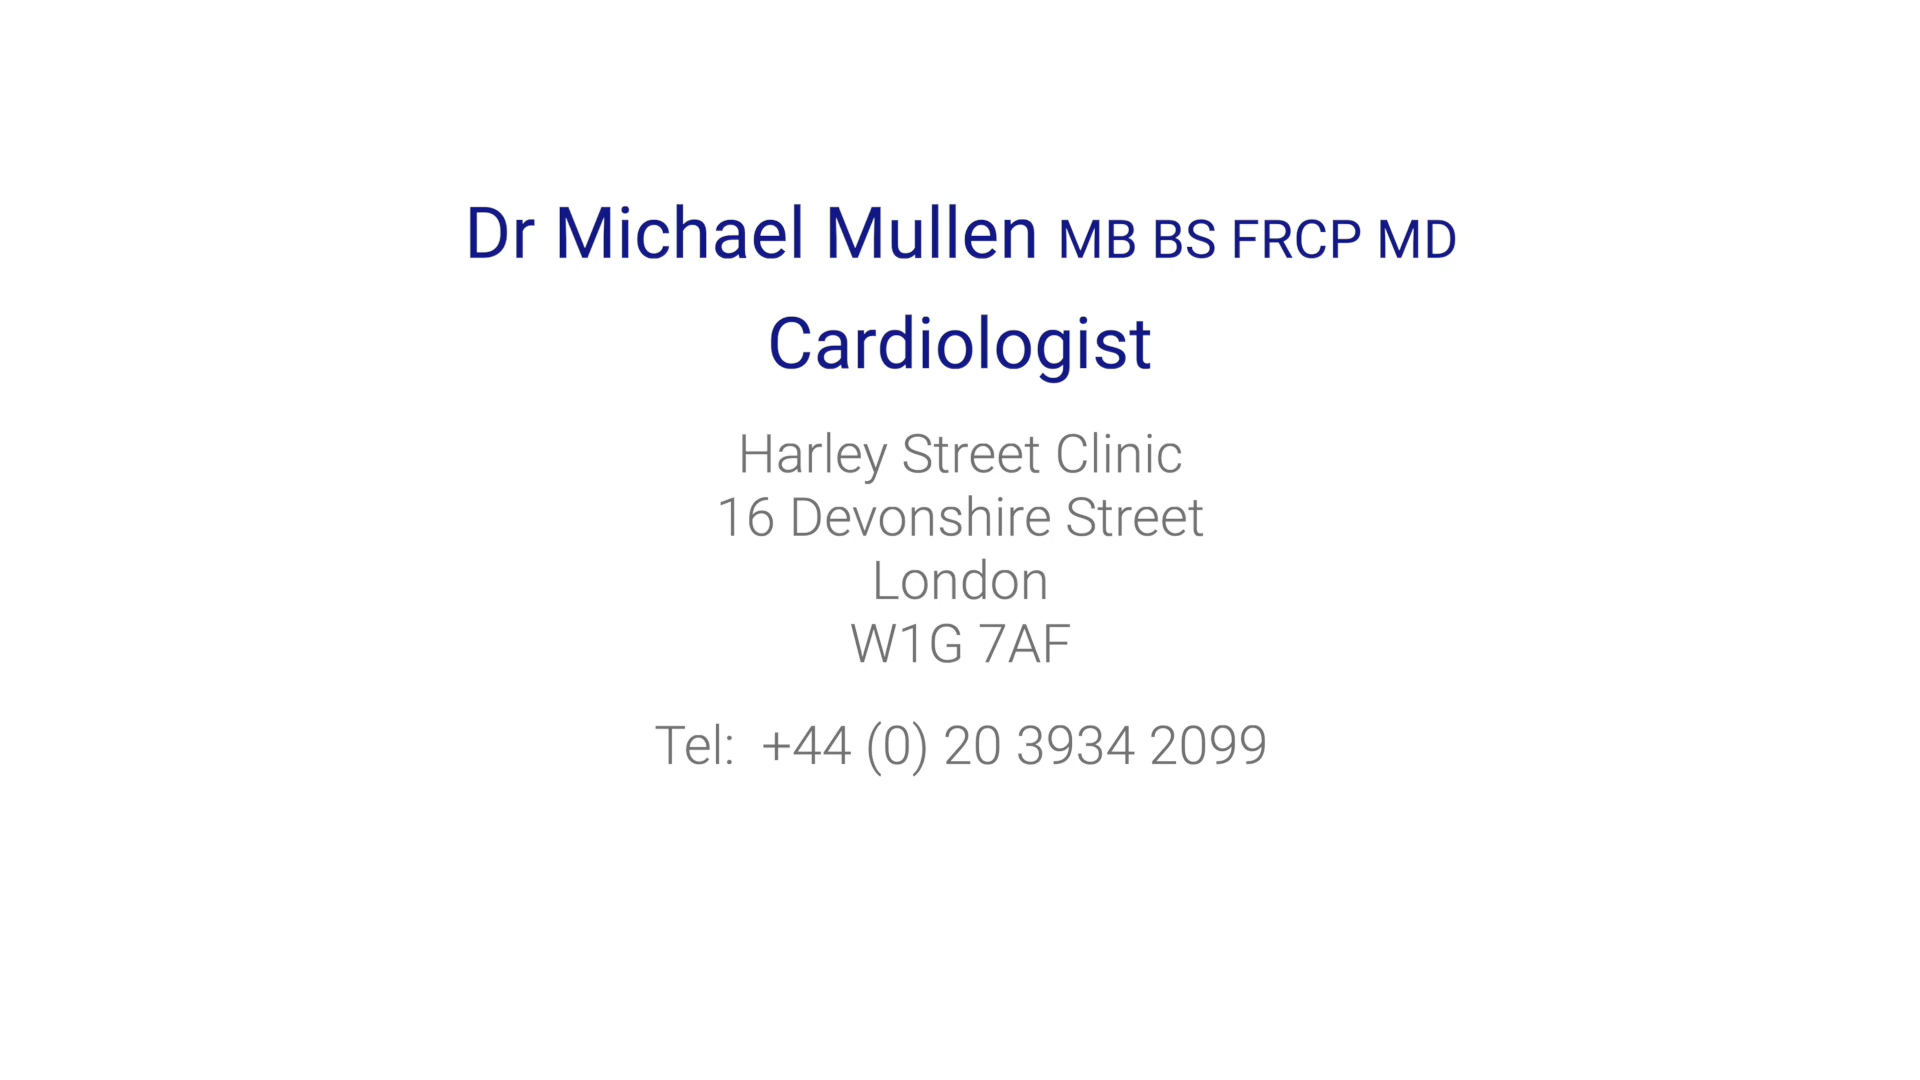 Dr Michael Mullen MB BS FRCP MD
Cardiologist
Harley Street Clinic
16 Devonshire Street
London
W1G 7AF
Tel: +44 (0) 20 3934 2099